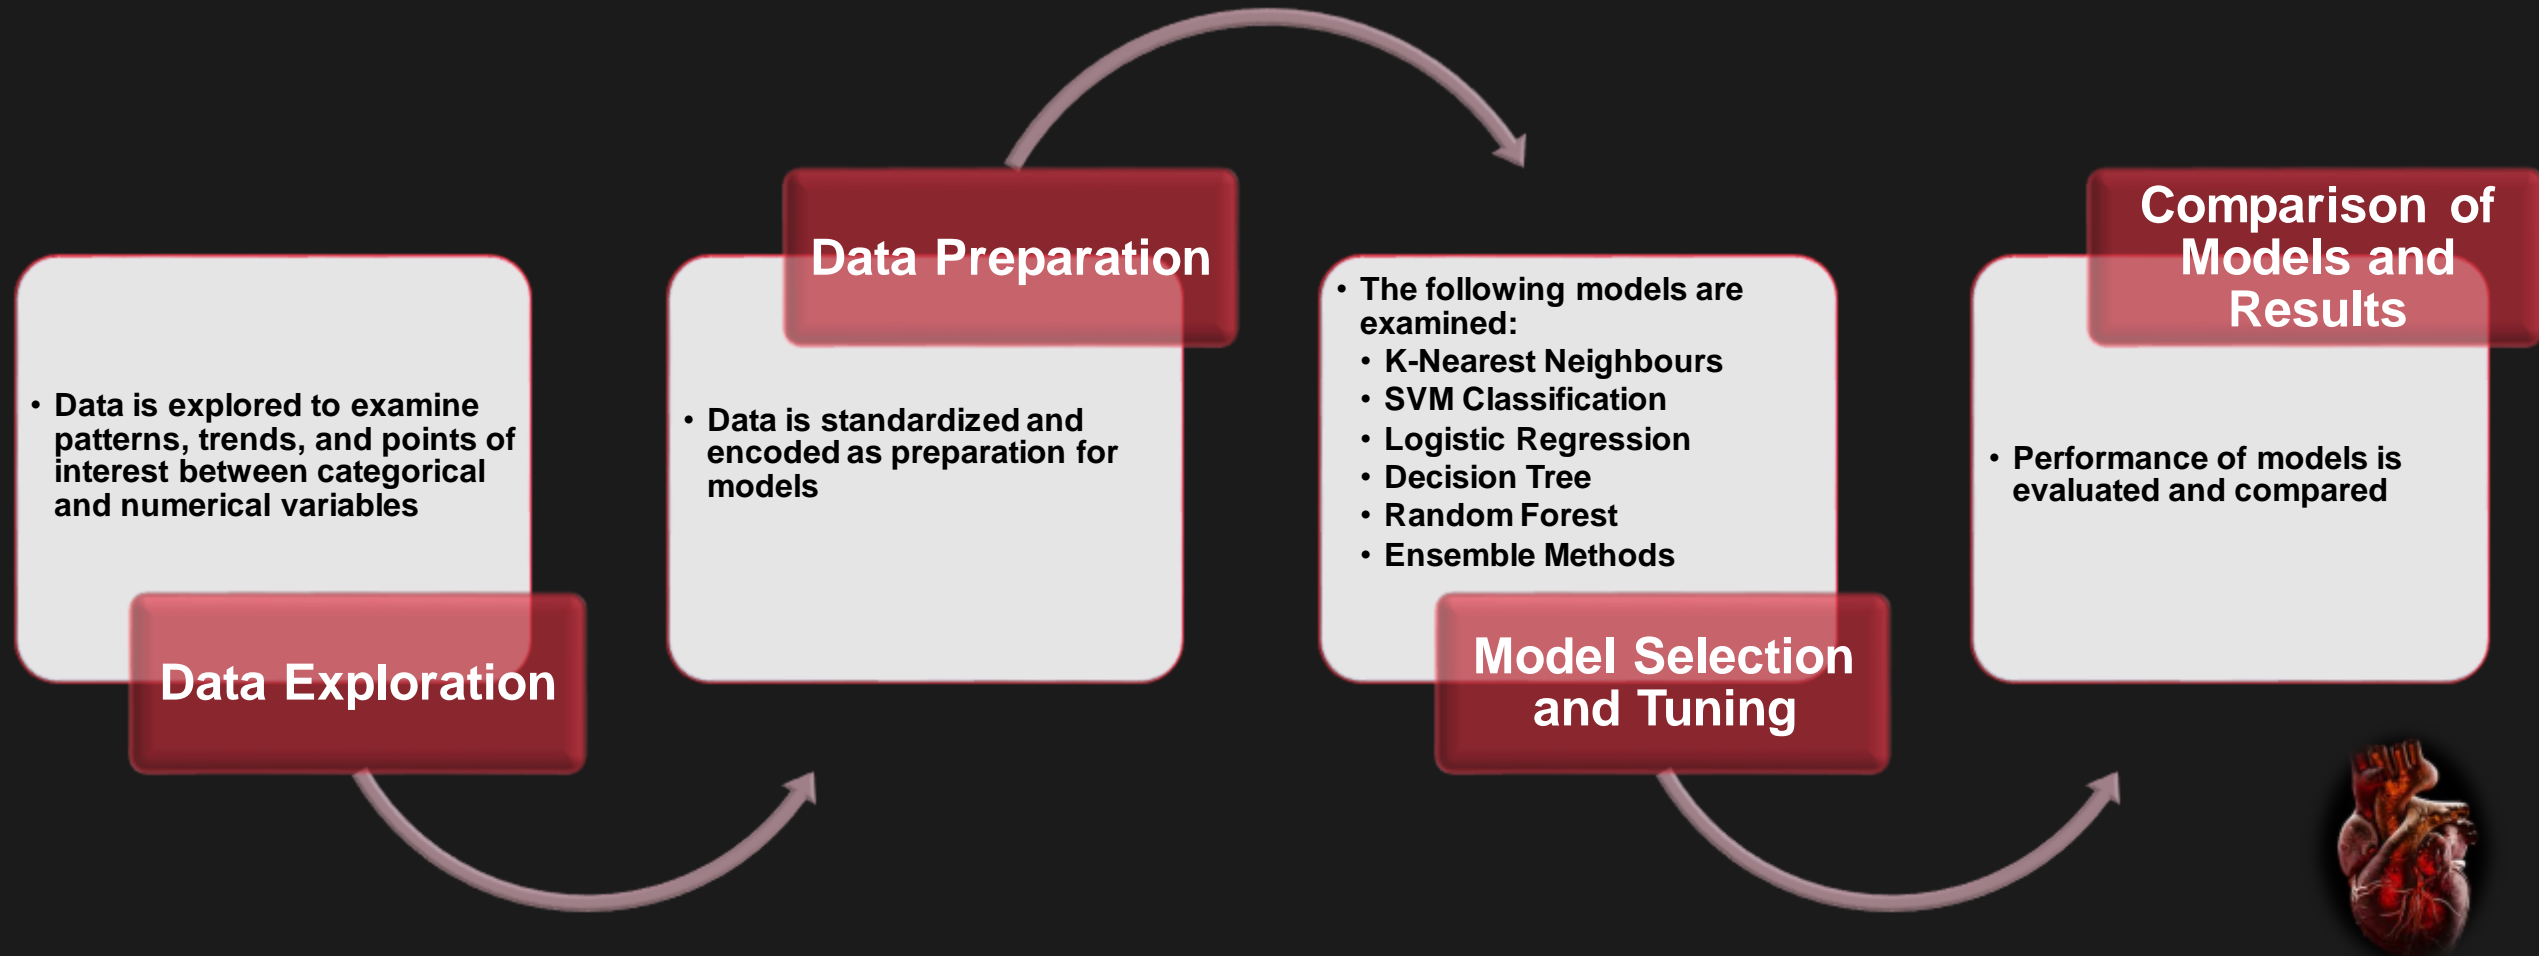 • Data is explored to examine
patterns, trends, and points of
interest between categorical
and numerical variables
Data Exploration
Data Preparation
• Data is standardized and
encoded as preparation for
models
• The following models are
examined:
• K-Nearest Neighbours
• SVM Classification
• Logistic Regression
• Decision Tree
• Random Forest
• Ensemble Methods
Model Selection
and Tuning
Comparison of
Models and
Results
• Performance of models is
evaluated and compared